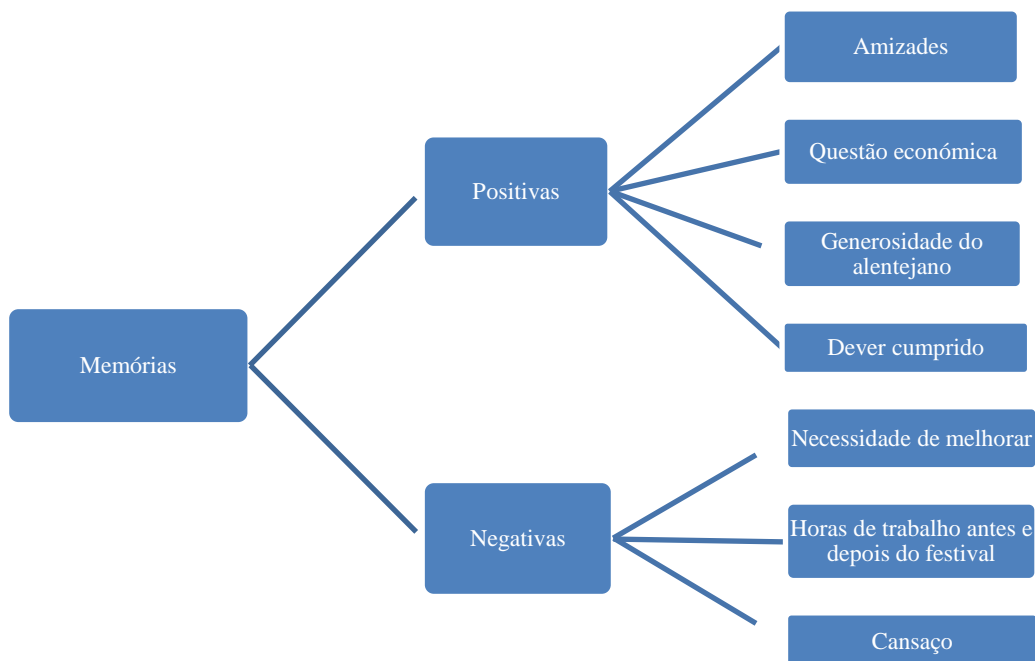 Memórias
Positivas
Amizades
Questão económica
Generosidade do
alentejano
Dever cumprido
Negativas
Necessidade de melhorar
Horas de trabalho antes e
depois do festival
Cansaço